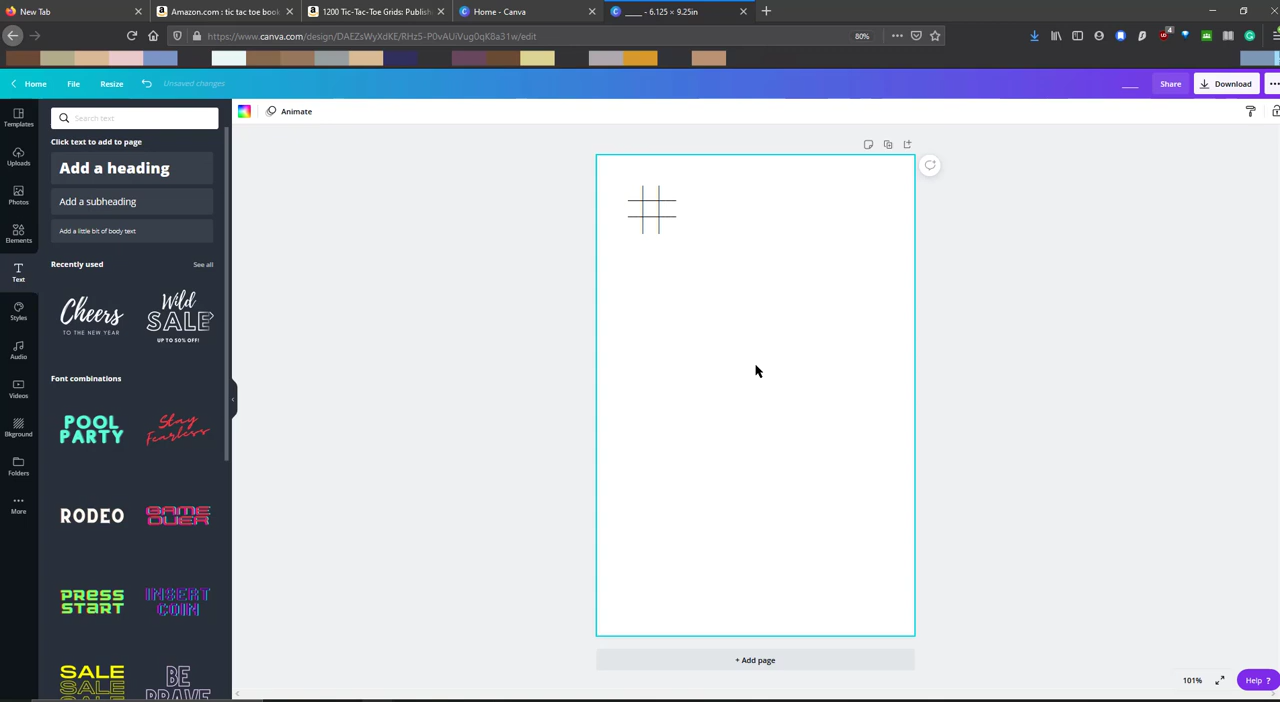 New Tab
Amazon.com : tic tac toe book
1200 Tic-Tac-Toe Grids: Publish
Home - Canva
____ - 6.125 × 9.25in
https://www.canva.com/design/DAEZsWyXdKE/RHz5-P0vAUiVug0qK8a31w/edit
80%
Home
File
Resize
Unsaved changes
____
Share
Download
Templates
Search text
Animate
Click text to add to page
Add a heading
Uploads
Photos
Add a subheading
Elements
Add a little bit of body text
Text
Recently used
See all
Styles
Cheers
TO THE NEW YEAR
Wild
SALE
UP TO 50% OFF!
Audio
Font combinations
Videos
Bkground
POOL
PARTY
Stay
Fearless
Folders
More
RODEO
GAME
OVER
PRESS
START
INSERT
COIN
SALE
SALE
SALE
BE
BRAVE
+ Add page
101%
Help ?